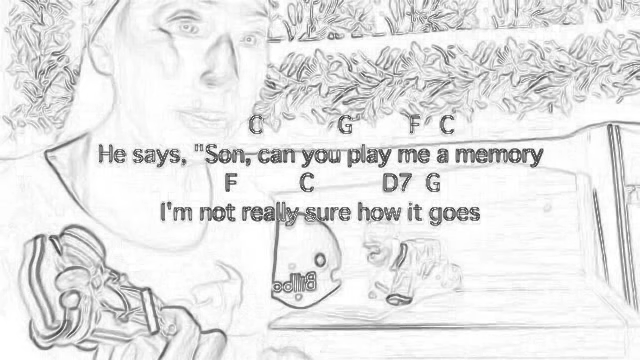 C G F C
He says, "Son, can you play me a memory
F C D7 G
I'm not really sure how it goes